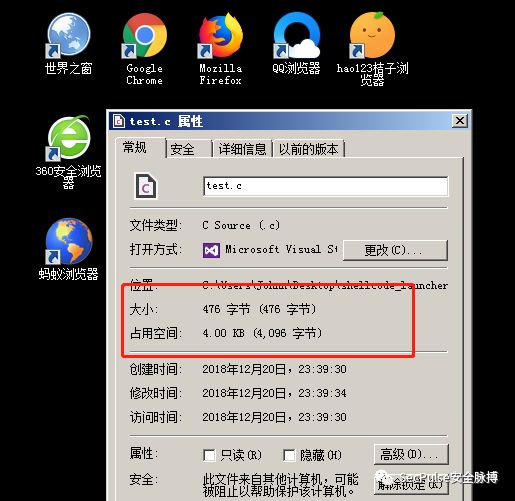 世界之窗
Google
Chrome
Mozilla
Firefox
QQ浏览器
hao123桔子浏
览器
360安全浏览
器
蚂蚁浏览器
test.c 属性
常规 安全 详细信息 以前的版本
test.c
文件类型: C Source (.c)
打开方式: Microsoft Visual St 更改(C)...
位置: C:\Users\John\Desktop\shellcode_launcher
大小: 476 字节 (476 字节)
占用空间: 4.00 KB (4,096 字节)
创建时间: 2018年12月20日，23:39:30
修改时间: 2018年12月20日，23:39:34
访问时间: 2018年12月20日，23:39:30
属性: 只读(R) 隐藏(H) 高级(D)...
安全: 此文件来自其他计算机，可能
被阻止以帮助保护该计算机。 解除锁定(K)
SecPulse安全脉搏